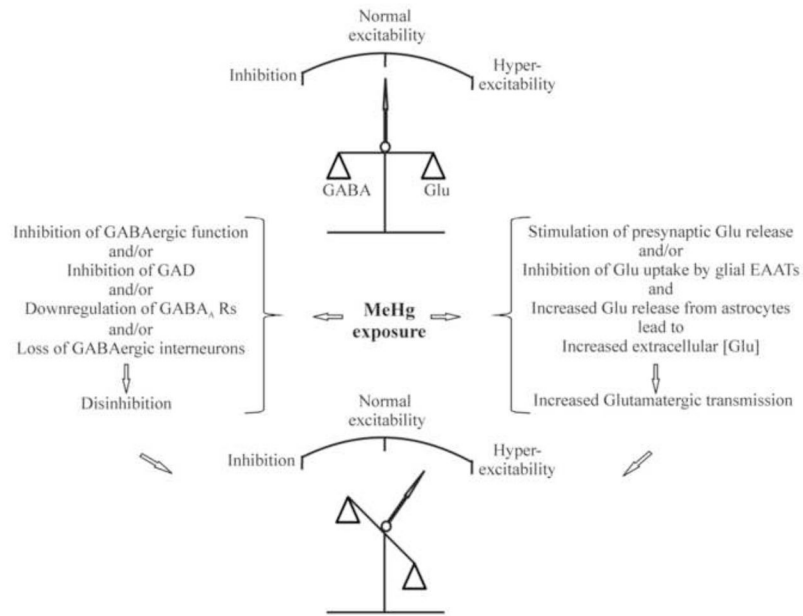 Normal
excitability
Inhibition
Hyper-
excitability
GABA
Glu
Inhibition of GABAergic function
and/or
Inhibition of GAD
and/or
Downregulation of GABA_A Rs
and/or
Loss of GABAergic interneurons
Disinhibition
MeHg
exposure
Stimulation of presynaptic Glu release
and/or
Inhibition of Glu uptake by glial EAATs
and
Increased Glu release from astrocytes
lead to
Increased extracellular [Glu]
Increased Glutamatergic transmission
Normal
excitability
Inhibition
Hyper-
excitability